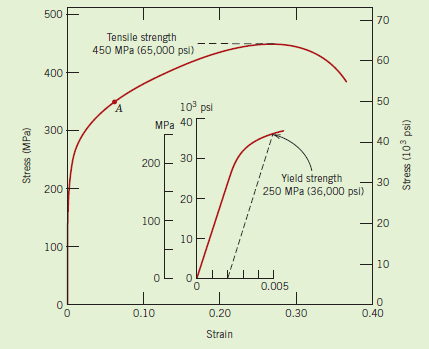 500
400
300
200
100
0
Stress (MPa)
70
60
50
40
30
20
10
0
Stress (10³ psi)
Tensile strength
450 MPa (65,000 psi)
A
10³ psi
MPa
40
30
20
10
0
200
100
0
Yield strength
250 MPa (36,000 psi)
0
0.005
0
0.10
0.20
0.30
0.40
Strain